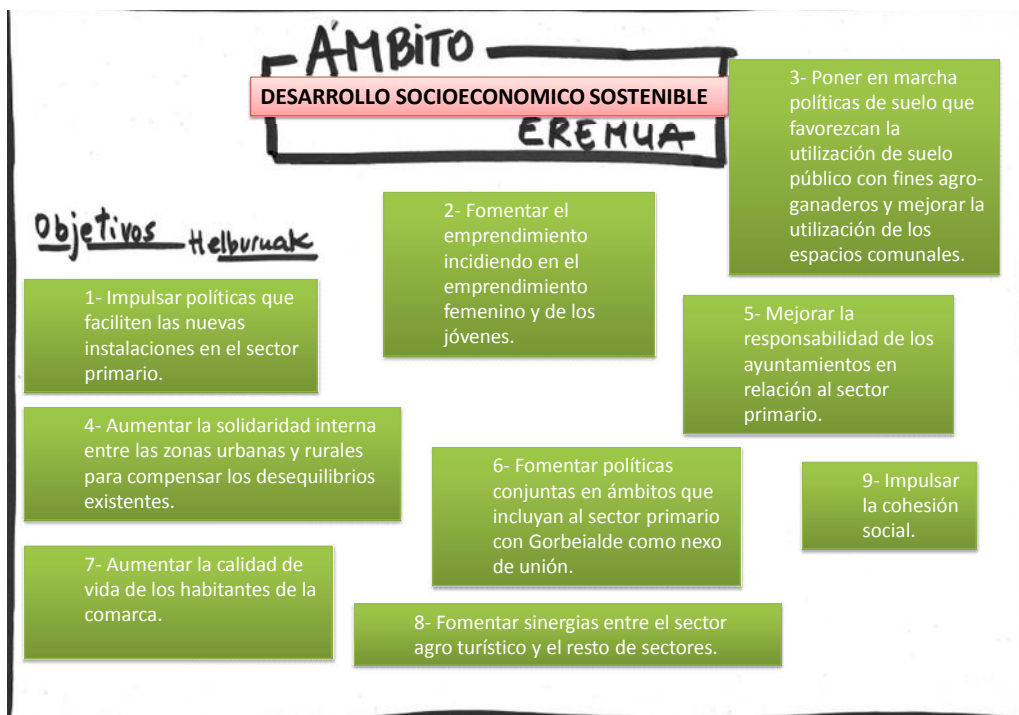 ÁMBITO
DESARROLLO SOCIOECONOMICO SOSTENIBLE
EREMUA
Objetivos Helburuak
1- Impulsar políticas que
faciliten las nuevas
instalaciones en el sector
primario.
2- Fomentar el
emprendimiento
incidiendo en el
emprendimiento
femenino y de los
jóvenes.
3- Poner en marcha
políticas de suelo que
favorezcan la
utilización de suelo
público con fines agro-
ganaderos y mejorar la
utilización de los
espacios comunales.
4- Aumentar la solidaridad interna
entre las zonas urbanas y rurales
para compensar los desequilibrios
existentes.
5- Mejorar la
responsabilidad de los
ayuntamientos en
relación al sector
primario.
6- Fomentar políticas
conjuntas en ámbitos que
incluyan al sector primario
con Gorbeialde como nexo
de unión.
7- Aumentar la calidad de
vida de los habitantes de la
comarca.
8- Fomentar sinergias entre el sector
agro turístico y el resto de sectores.
9- Impulsar
la cohesión
social.